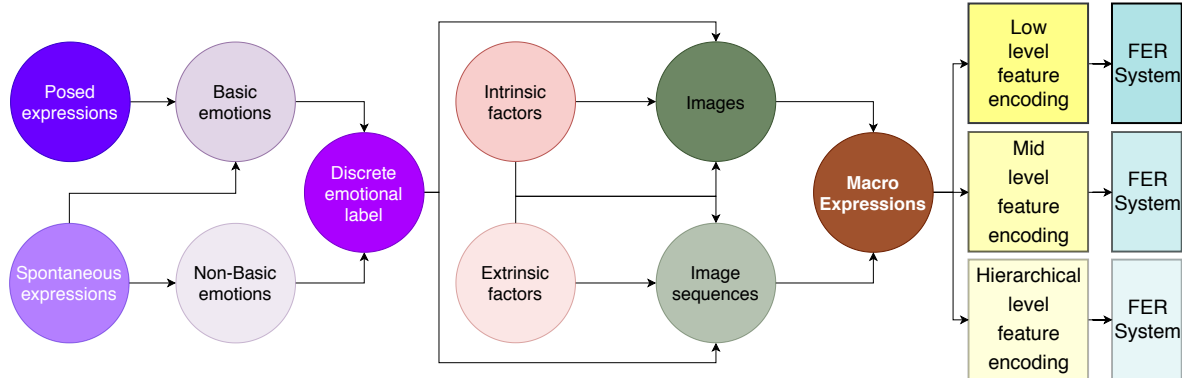 Posed
expressions
Basic
emotions
Spontaneous
expressions
Non-Basic
emotions
Discrete
emotional
label
Intrinsic
factors
Extrinsic
factors
Images
Image
sequences
Macro
Expressions
Low
level
feature
encoding
FER
System
Mid
level
feature
encoding
FER
System
Hierarchical
level
feature
encoding
FER
System